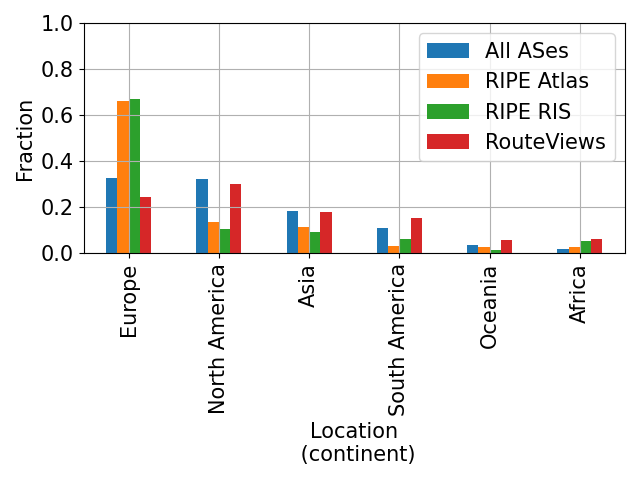 1.0
0.8
0.6
0.4
0.2
0.0
Fraction
All ASes
RIPE Atlas
RIPE RIS
RouteViews
Europe
North America
Asia
South America
Oceania
Africa
Location
(continent)